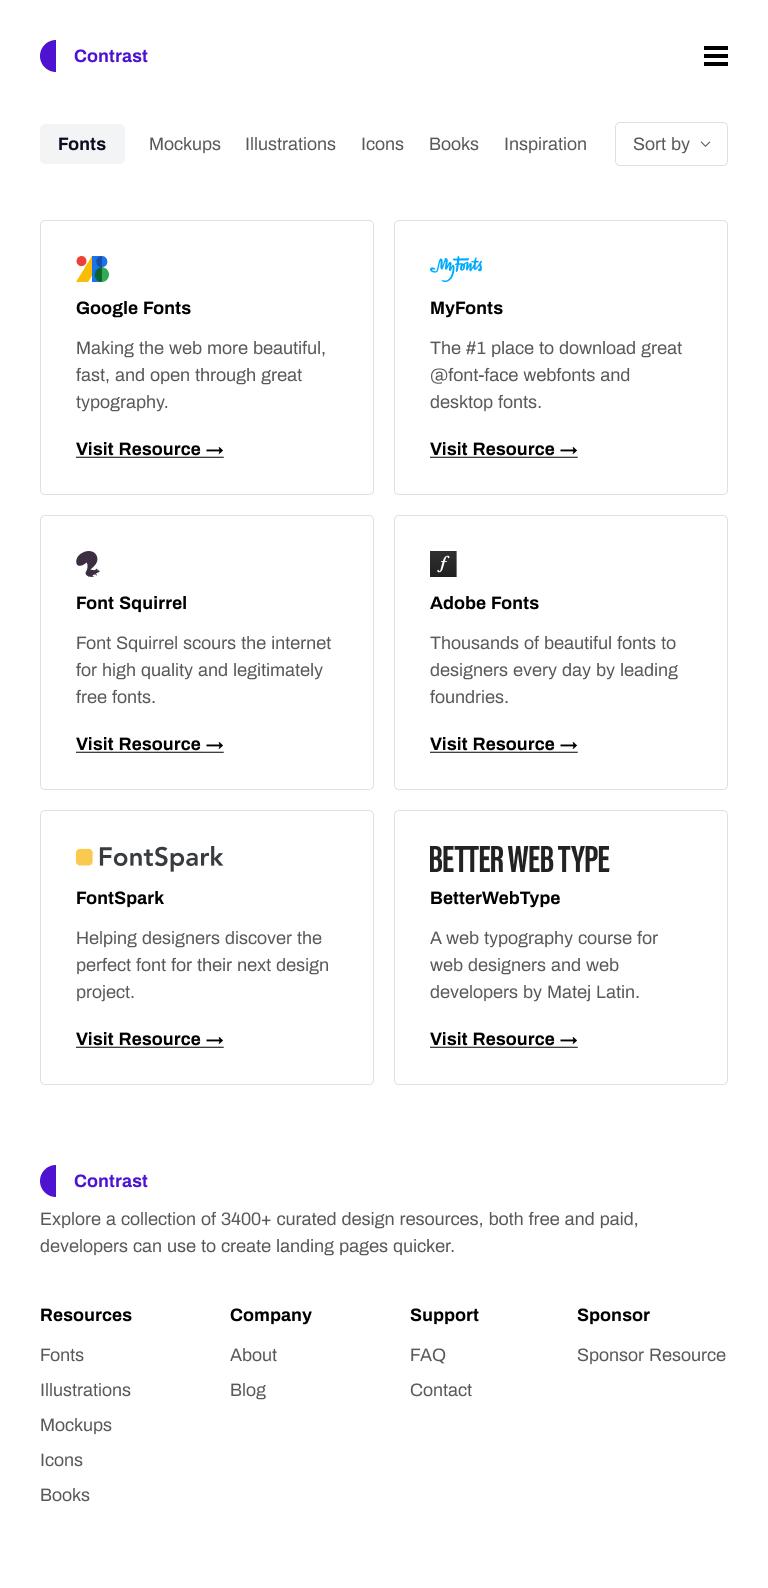 Contrast
Fonts Mockups Illustrations Icons Books Inspiration Sort by
Google Fonts
Making the web more beautiful,
fast, and open through great
typography.
Visit Resource →
MyFonts
MyFonts
The #1 place to download great
@font-face webfonts and
desktop fonts.
Visit Resource →
Font Squirrel
Font Squirrel scours the internet
for high quality and legitimately
free fonts.
Visit Resource →
f
Adobe Fonts
Thousands of beautiful fonts to
designers every day by leading
foundries.
Visit Resource →
FontSpark
FontSpark
Helping designers discover the
perfect font for their next design
project.
Visit Resource →
BETTER WEB TYPE
BetterWebType
A web typography course for
web designers and web
developers by Matej Latin.
Visit Resource →
Contrast
Explore a collection of 3400+ curated design resources, both free and paid,
developers can use to create landing pages quicker.
Resources
Fonts
Illustrations
Mockups
Icons
Books
Company
About
Blog
Support
FAQ
Contact
Sponsor
Sponsor Resource